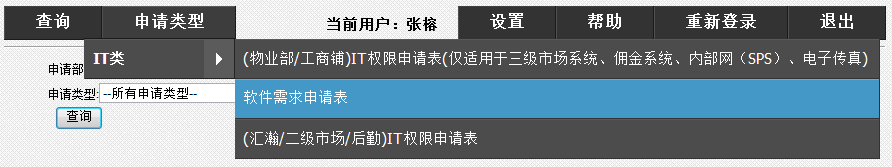 查询 申请类型 当前用户：张榕 设置 帮助 重新登录 退出
IT类 (物业部/工商铺)IT权限申请表(仅适用于三级市场系统、佣金系统、内部网（SPS）、电子传真)
申请部
申请类型: --所有申请类型-- 软件需求申请表
查询
(汇瀚/二级市场/后勤)IT权限申请表